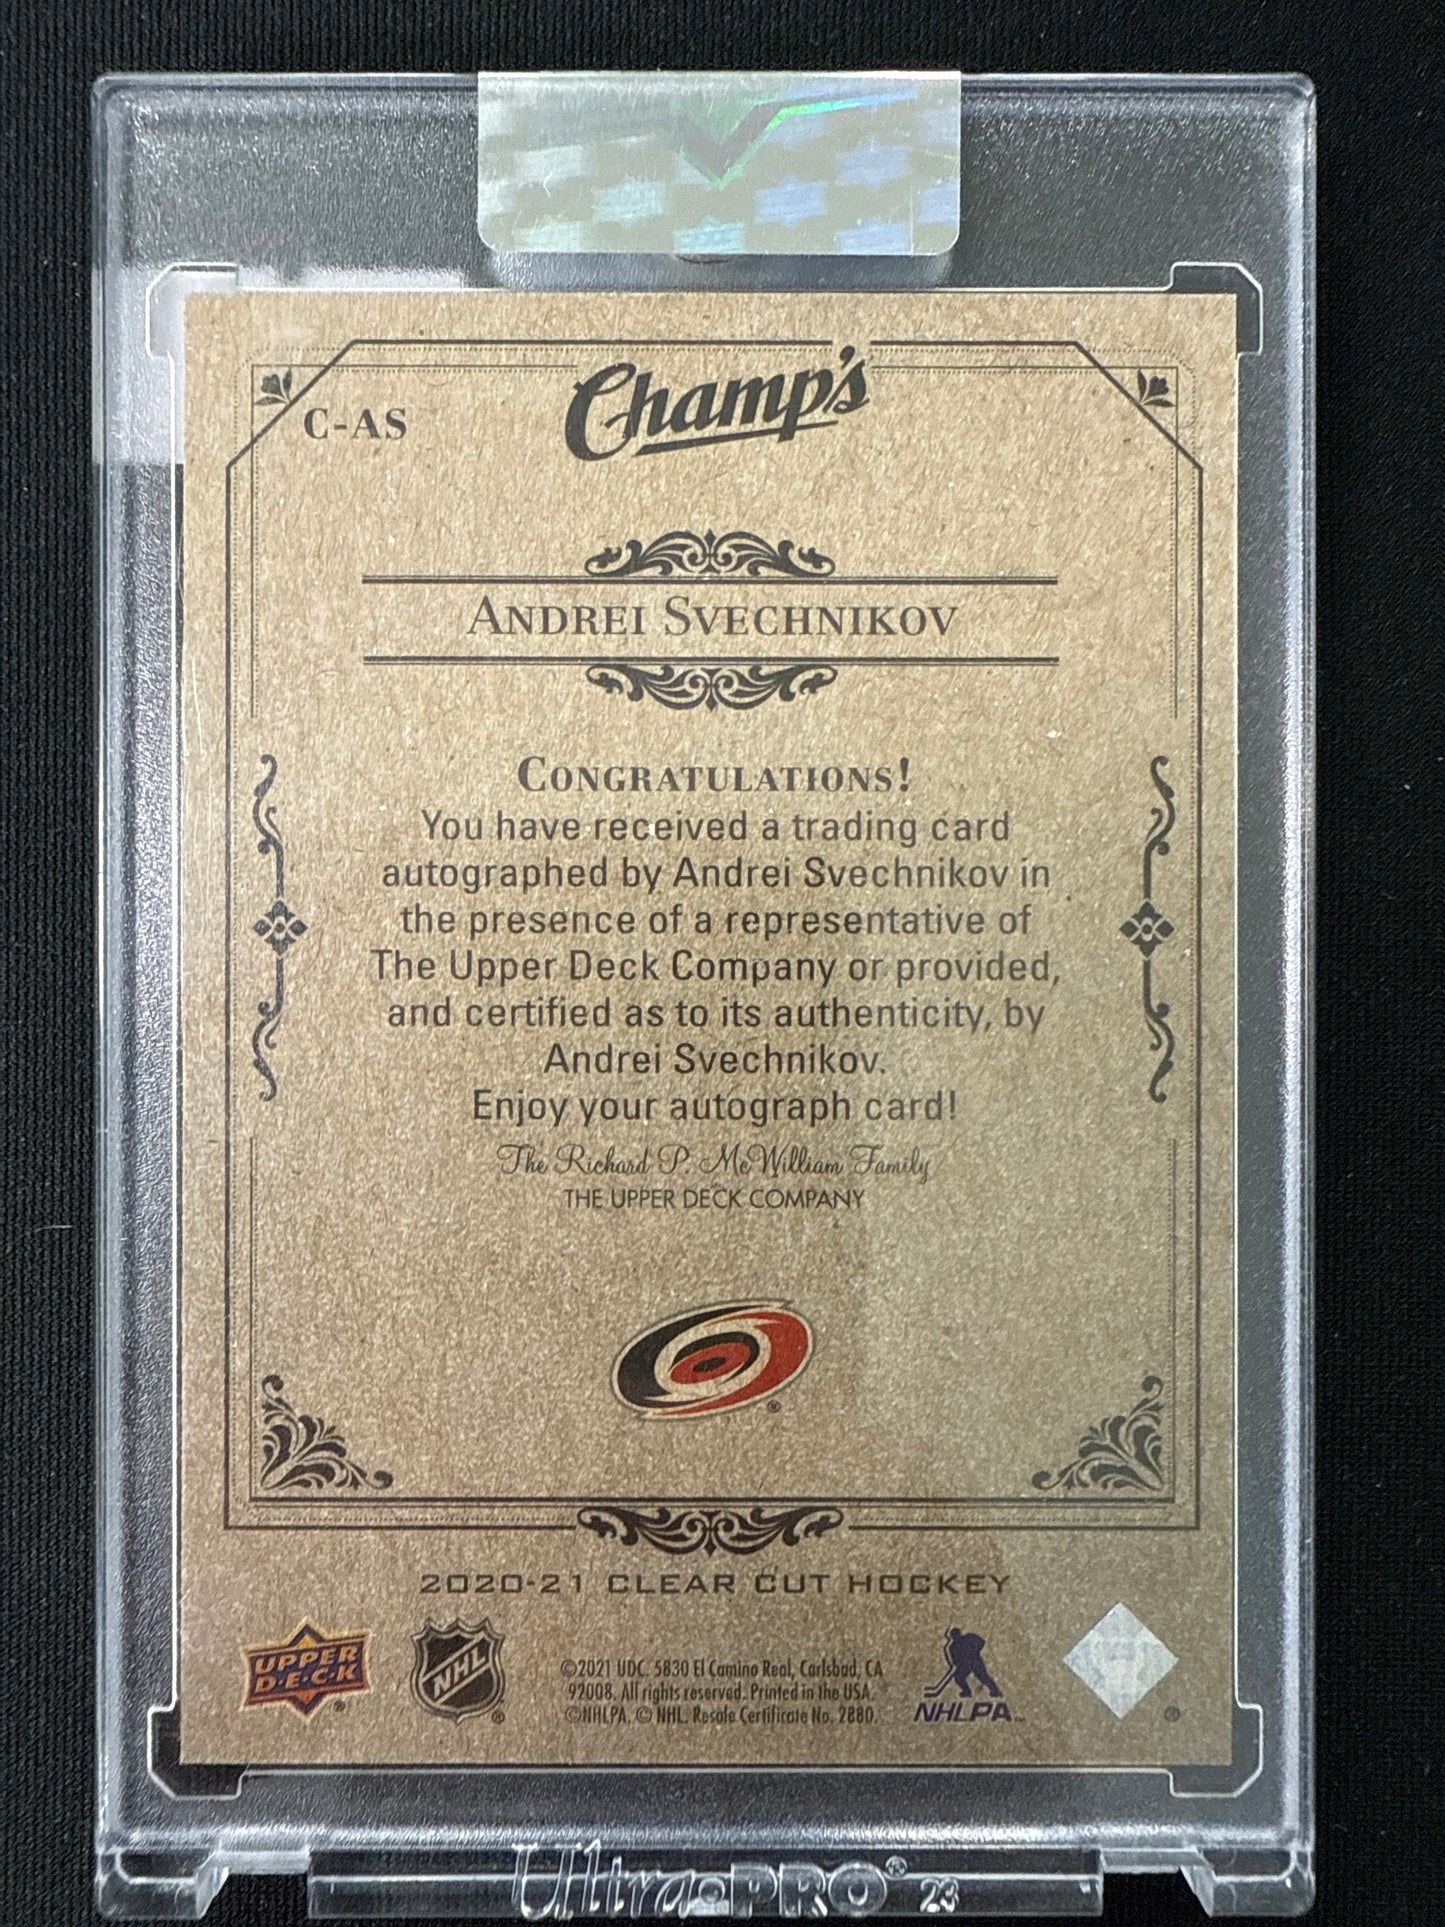 Champ's
C-AS
ANDREI SVECHNIKOV
CONGRATULATIONS!
You have received a trading card
autographed by Andrei Svechnikov in
the presence of a representative of
The Upper Deck Company or provided,
and certified as to its authenticity, by
Andrei Svechnikov.
Enjoy your autograph card!
The Richard P. McWilliam Family
THE UPPER DECK COMPANY
®
2020-21 CLEAR CUT HOCKEY
UPPER
D·E·C·K
®
NHL
®
©2021 UDC. 5830 El Camino Real, Carlsbad, CA
92008. All rights reserved. Printed in the USA.
©NHLPA. © NHL. Resale Certificate No. 2880.
NHLPA™
®
Ultra PRO® 23